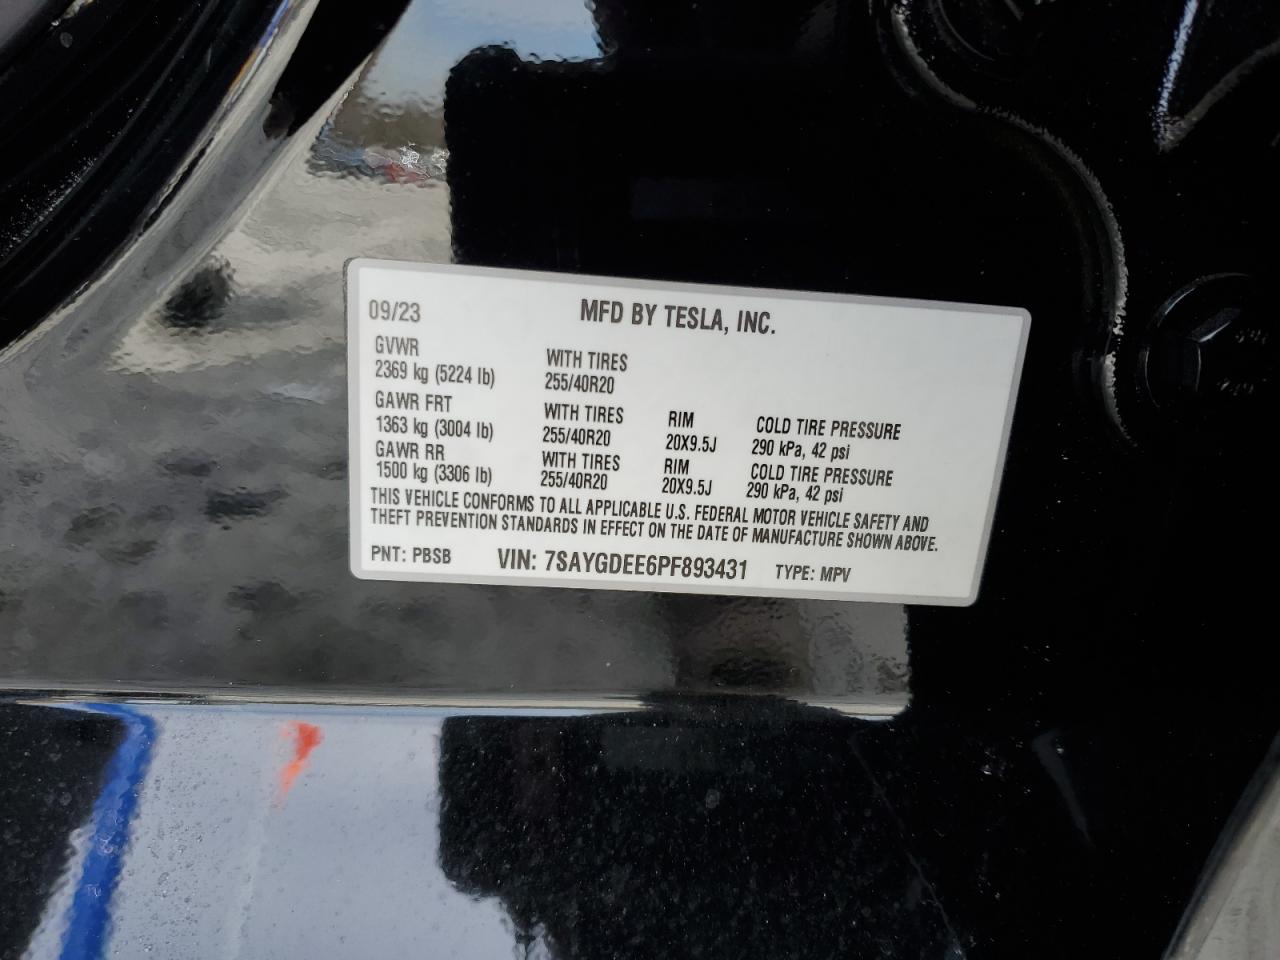 09/23 MFD BY TESLA, INC.
GVWR
2369 kg (5224 lb)
WITH TIRES
255/40R20
GAWR FRT
1363 kg (3004 lb)
WITH TIRES
255/40R20
RIM
20X9.5J
COLD TIRE PRESSURE
290 kPa, 42 psi
GAWR RR
1500 kg (3306 lb)
WITH TIRES
255/40R20
RIM
20X9.5J
COLD TIRE PRESSURE
290 kPa, 42 psi
THIS VEHICLE CONFORMS TO ALL APPLICABLE U.S. FEDERAL MOTOR VEHICLE SAFETY AND
THEFT PREVENTION STANDARDS IN EFFECT ON THE DATE OF MANUFACTURE SHOWN ABOVE.
PNT: PBSB VIN: 7SAYGDEE6PF893431 TYPE: MPV